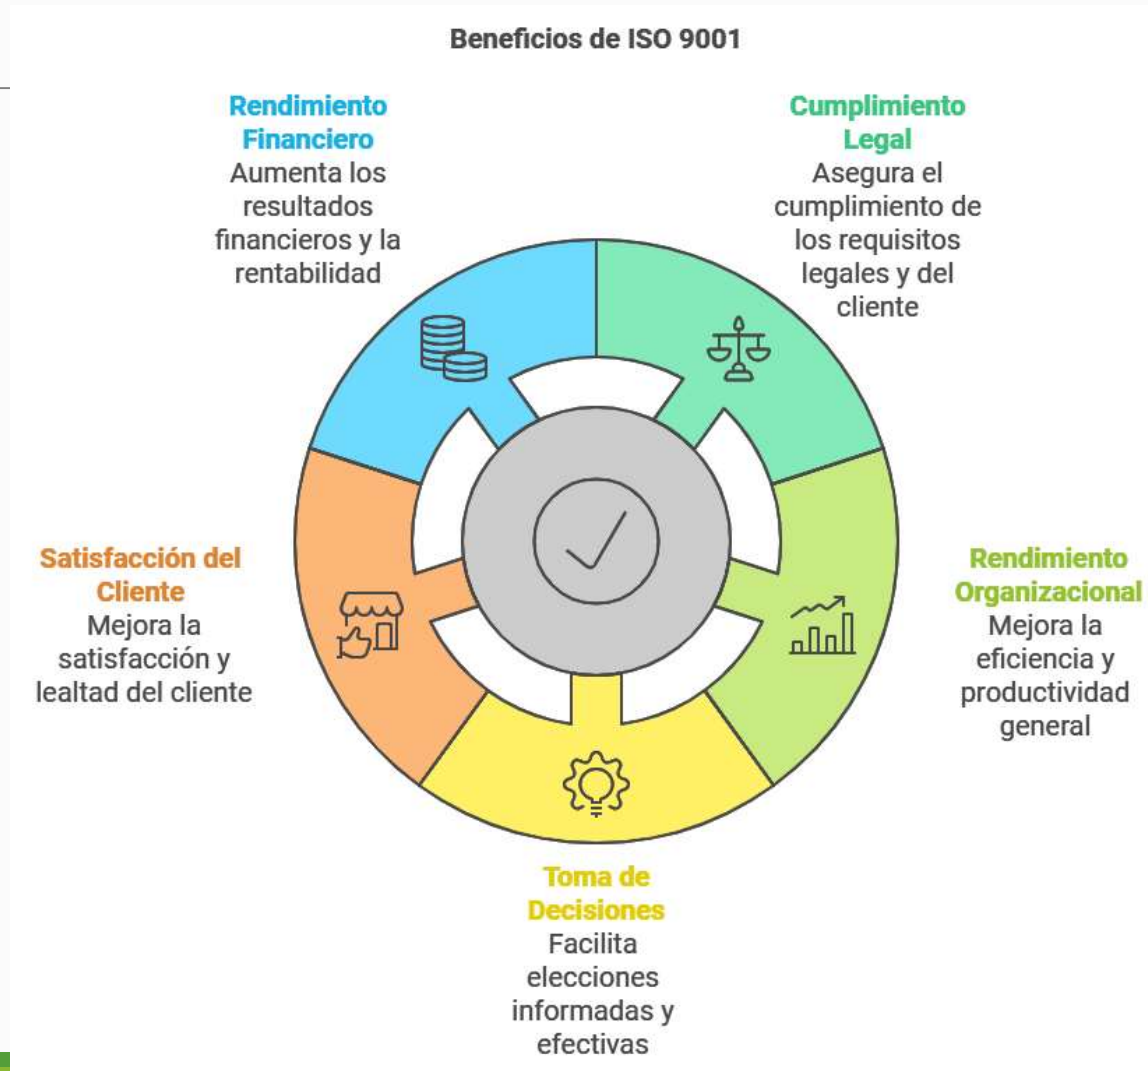 Beneficios de ISO 9001
Rendimiento
Financiero
Aumenta los
resultados
financieros y la
rentabilidad
Cumplimiento
Legal
Asegura el
cumplimiento de
los requisitos
legales y del
cliente
Satisfacción del
Cliente
Mejora la
satisfacción y
lealtad del cliente
Rendimiento
Organizacional
Mejora la
eficiencia y
productividad
general
Toma de
Decisiones
Facilita
elecciones
informadas y
efectivas